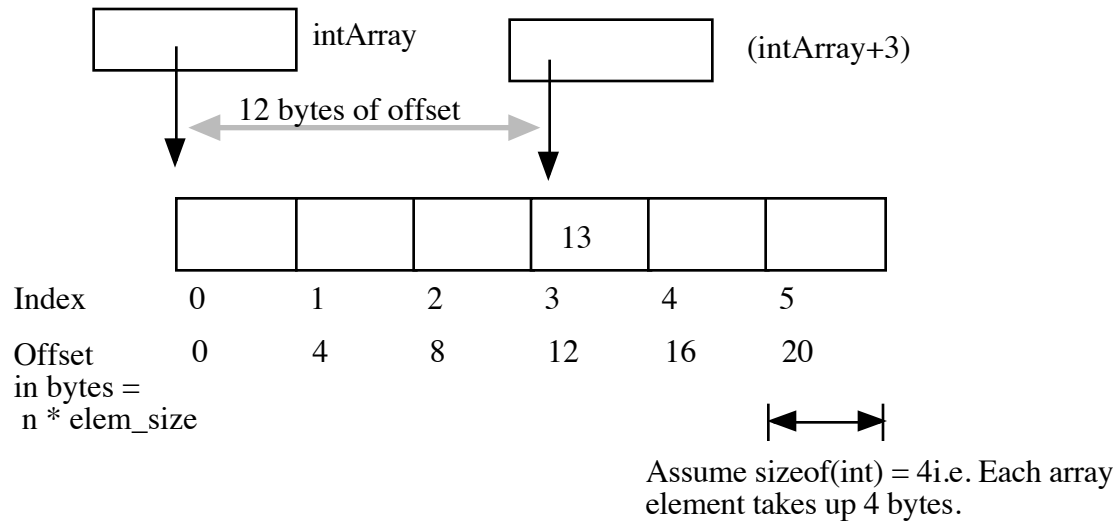 intArray
(intArray+3)
12 bytes of offset
13
Index 0 1 2 3 4 5
Offset 0 4 8 12 16 20
in bytes =
n * elem_size
Assume sizeof(int) = 4i.e. Each array
element takes up 4 bytes.